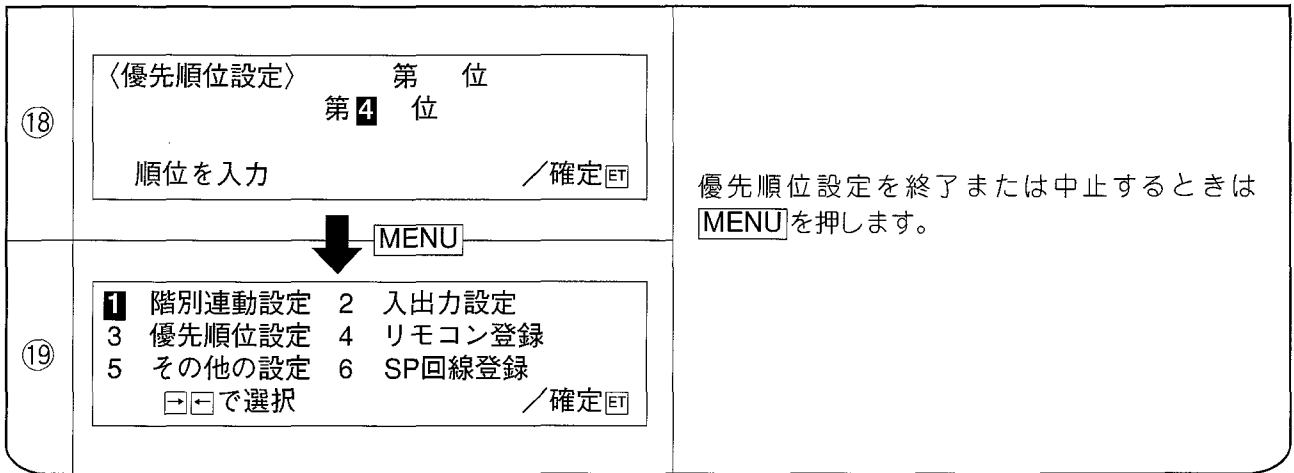 ⑱
〈優先順位設定〉 第 位
第4 位
順位を入力 ／確定ET
MENU
優先順位設定を終了または中止するときは
MENUを押します。
⑲
1 階別連動設定 2 入出力設定
3 優先順位設定 4 リモコン登録
5 その他の設定 6 SP回線登録
→←で選択 ／確定ET